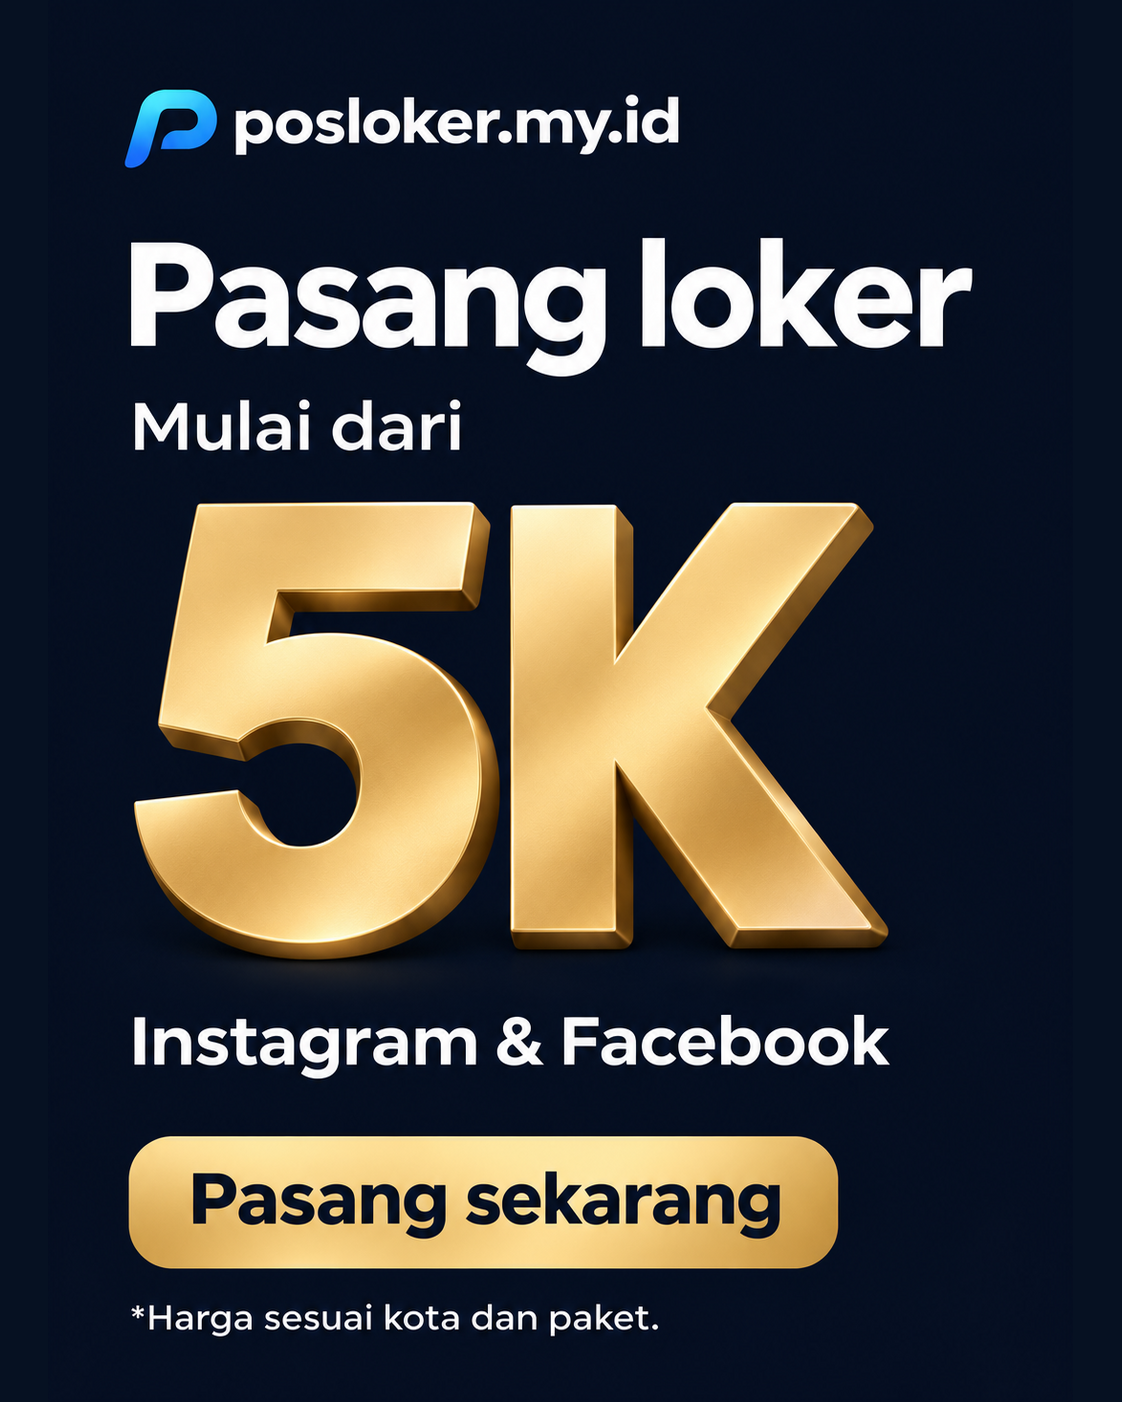 posloker.my.id
Pasang loker
Mulai dari
5K
Instagram & Facebook
Pasang sekarang
*Harga sesuai kota dan paket.